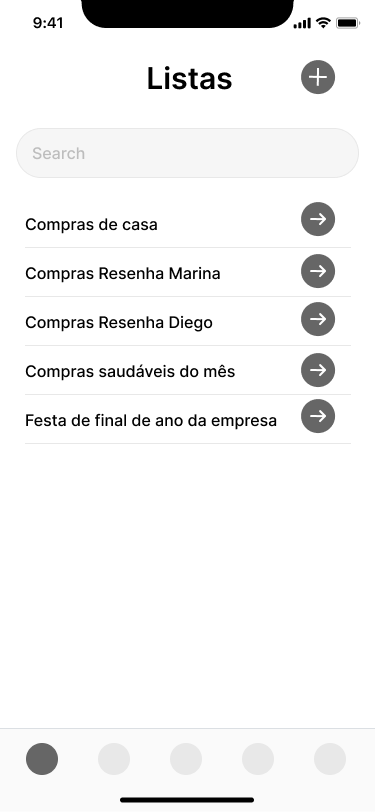 9:41
Listas
Search
Compras de casa
Compras Resenha Marina
Compras Resenha Diego
Compras saudáveis do mês
Festa de final de ano da empresa